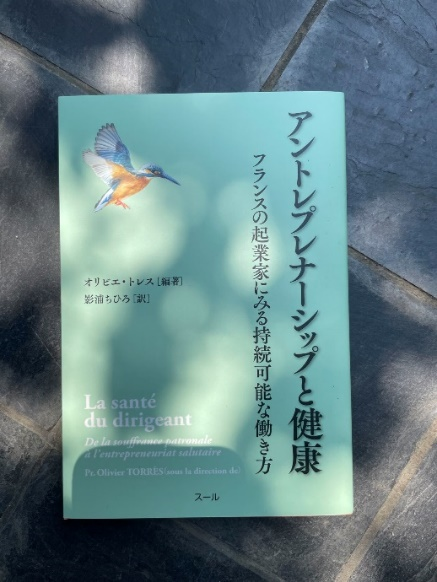 アントレプレナーシップと健康
フランスの起業家にみる持続可能な働き方
オリビエ・トレス［編著］
影浦ちひろ［訳］
La santé
du dirigeant
De la souffrance patronale
à l'entrepreneuriat salutaire
Pr. Olivier TORRÈS (sous la direction de)
スール